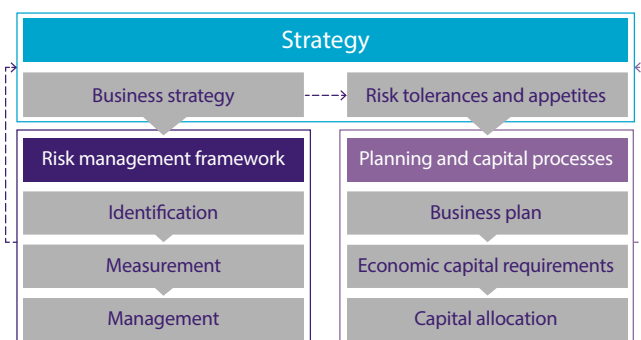 Strategy
Business strategy
Risk tolerances and appetites
Risk management framework
Planning and capital processes
Identification
Business plan
Measurement
Economic capital requirements
Management
Capital allocation